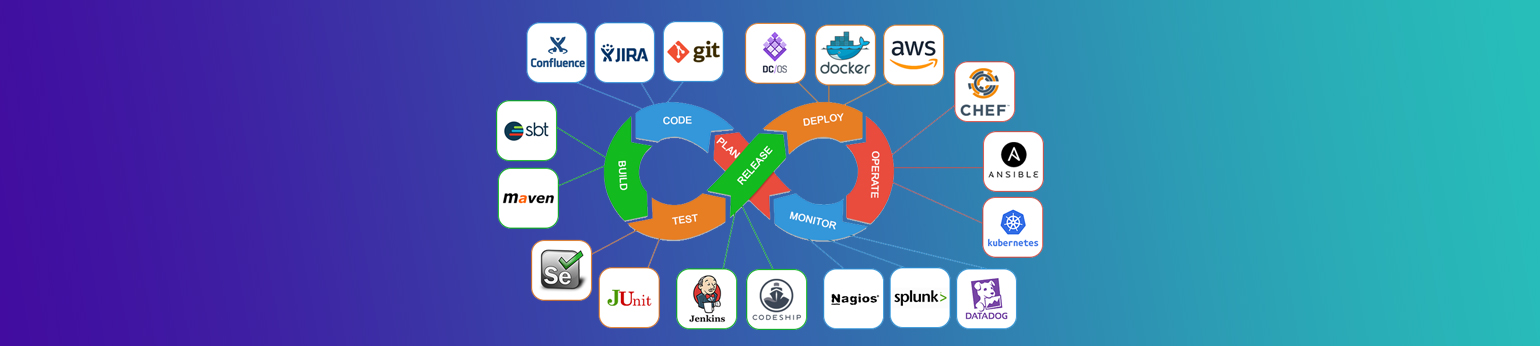 Confluence
JIRA
git
DC/OS
docker
aws
CHEF
sbt
CODE
DEPLOY
PLAN
RELEASE
BUILD
OPERATE
ANSIBLE
maven
TEST
MONITOR
kubernetes
Se
JUnit
Jenkins
CODESHIP
Nagios®
splunk>
DATADOG